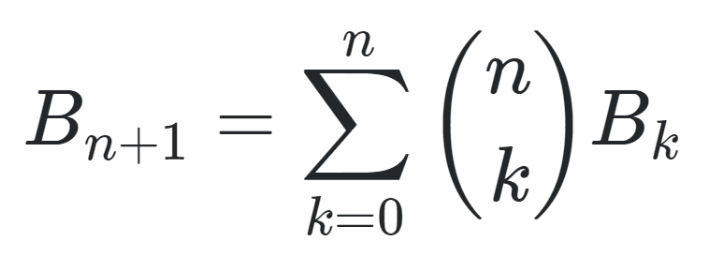 $$B_{n+1} = \sum_{k=0}^{n} \binom{n}{k} B_k$$